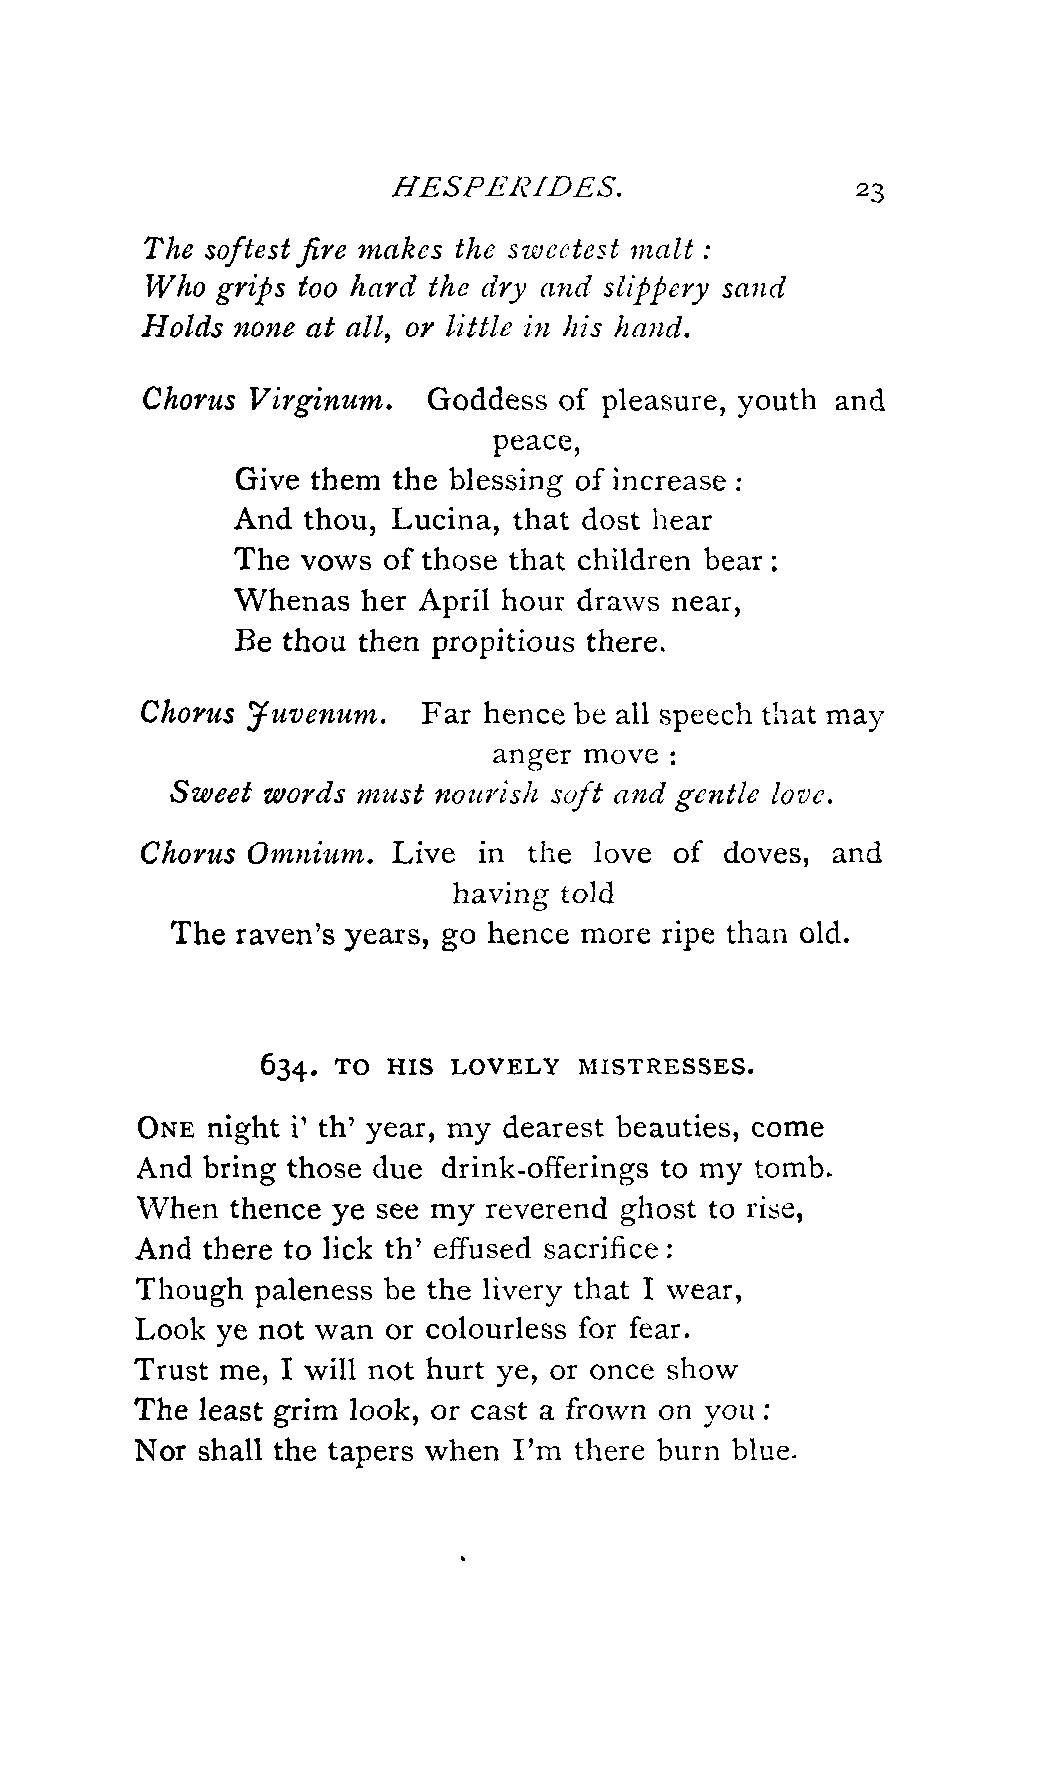 HESPERIDES. 23
The softest fire makes the sweetest malt :
Who grips too hard the dry and slippery sand
Holds none at all, or little in his hand.
Chorus Virginum. Goddess of pleasure, youth and
peace,
Give them the blessing of increase :
And thou, Lucina, that dost hear
The vows of those that children bear :
Whenas her April hour draws near,
Be thou then propitious there.
Chorus Juvenum. Far hence be all speech that may
anger move :
Sweet words must nourish soft and gentle love.
Chorus Omnium. Live in the love of doves, and
having told
The raven's years, go hence more ripe than old.
634. TO HIS LOVELY MISTRESSES.
ONE night i' th' year, my dearest beauties, come
And bring those due drink-offerings to my tomb.
When thence ye see my reverend ghost to rise,
And there to lick th' effused sacrifice :
Though paleness be the livery that I wear,
Look ye not wan or colourless for fear.
Trust me, I will not hurt ye, or once show
The least grim look, or cast a frown on you :
Nor shall the tapers when I'm there burn blue.